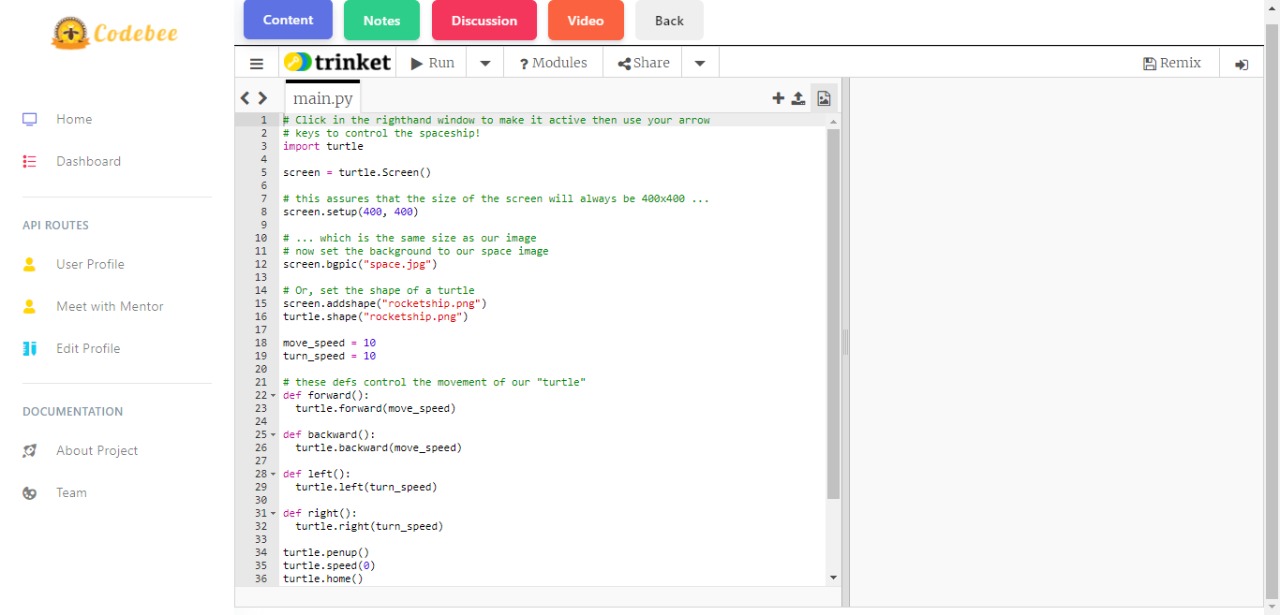 Codebee
Content Notes Discussion Video Back
trinket Run ? Modules Share Remix
main.py
Home
Dashboard
API ROUTES
User Profile
Meet with Mentor
Edit Profile
DOCUMENTATION
About Project
Team
1 # Click in the righthand window to make it active then use your arrow
2 # keys to control the spaceship!
3 import turtle
4
5 screen = turtle.Screen()
6
7 # this assures that the size of the screen will always be 400x400 ...
8 screen.setup(400, 400)
9
10 # ... which is the same size as our image
11 # now set the background to our space image
12 screen.bgpic("space.jpg")
13
14 # Or, set the shape of a turtle
15 screen.addshape("rocketship.png")
16 turtle.shape("rocketship.png")
17
18 move_speed = 10
19 turn_speed = 10
20
21 # these defs control the movement of our "turtle"
22 def forward():
23   turtle.forward(move_speed)
24
25 def backward():
26   turtle.backward(move_speed)
27
28 def left():
29   turtle.left(turn_speed)
30
31 def right():
32   turtle.right(turn_speed)
33
34 turtle.penup()
35 turtle.speed(0)
36 turtle.home()